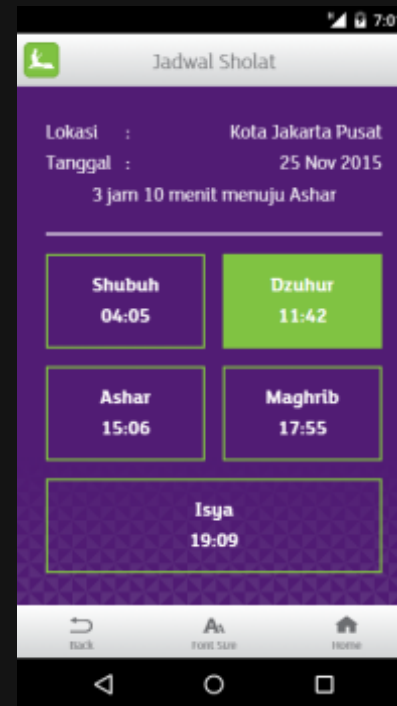 7:0
Jadwal Sholat
Lokasi : Kota Jakarta Pusat
Tanggal : 25 Nov 2015
3 jam 10 menit menuju Ashar
Shubuh
04:05
Dzuhur
11:42
Ashar
15:06
Maghrib
17:55
Isya
19:09
Back
Font Size
Home